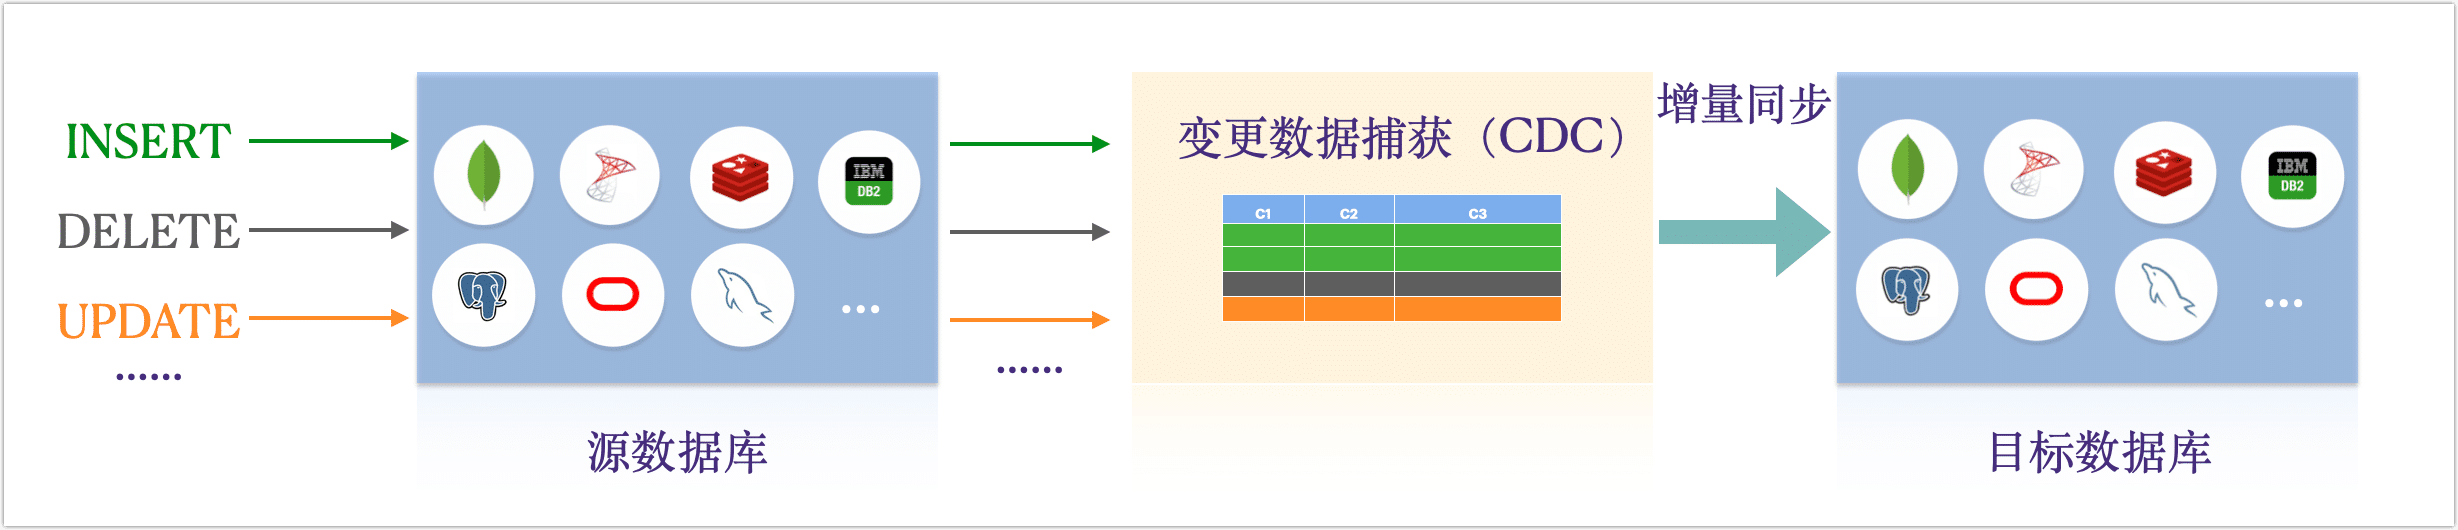 INSERT
DELETE
UPDATE
......
IBM
DB2
...
源数据库
......
变更数据捕获（CDC）
C1 C2 C3
增量同步
IBM
DB2
...
目标数据库